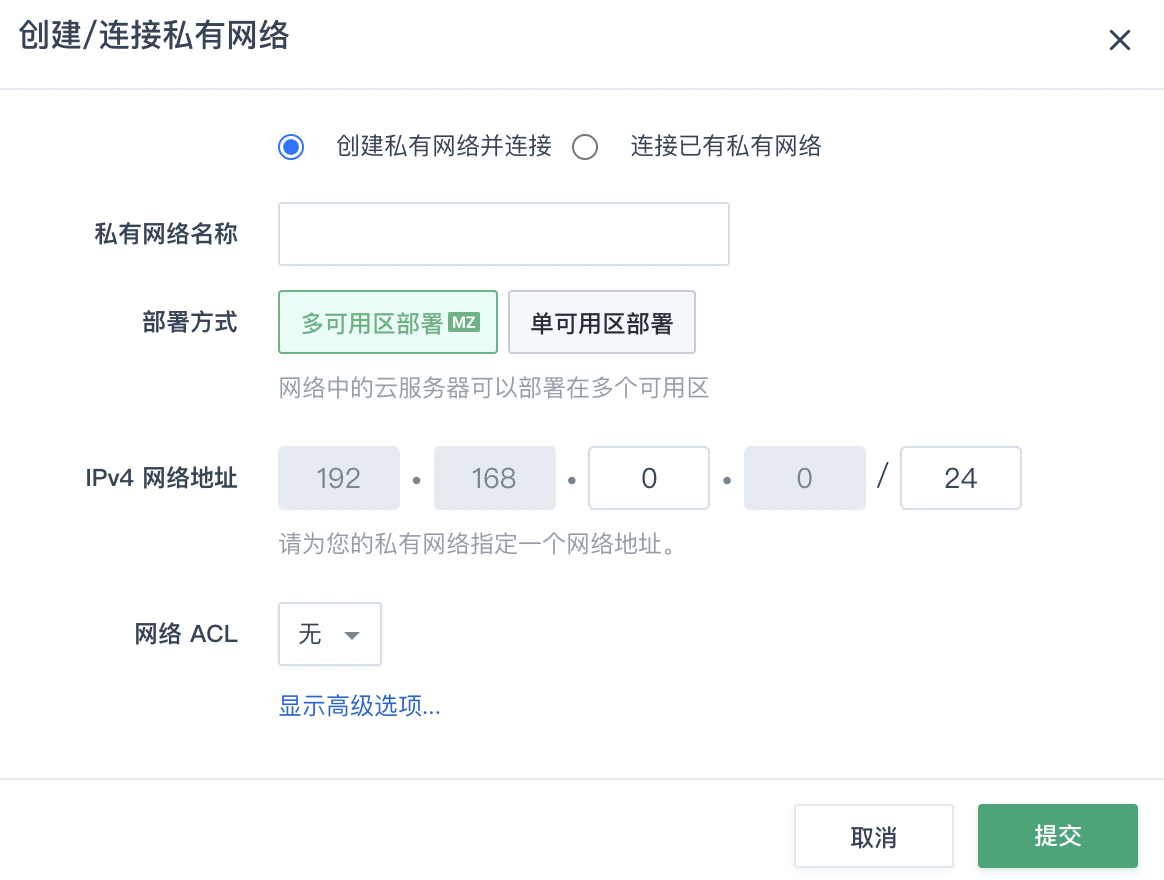 创建/连接私有网络
创建私有网络并连接 连接已有私有网络
私有网络名称
部署方式 多可用区部署 MZ 单可用区部署
网络中的云服务器可以部署在多个可用区
IPv4 网络地址 192 • 168 • 0 • 0 / 24
请为您的私有网络指定一个网络地址。
网络 ACL 无
显示高级选项...
取消 提交